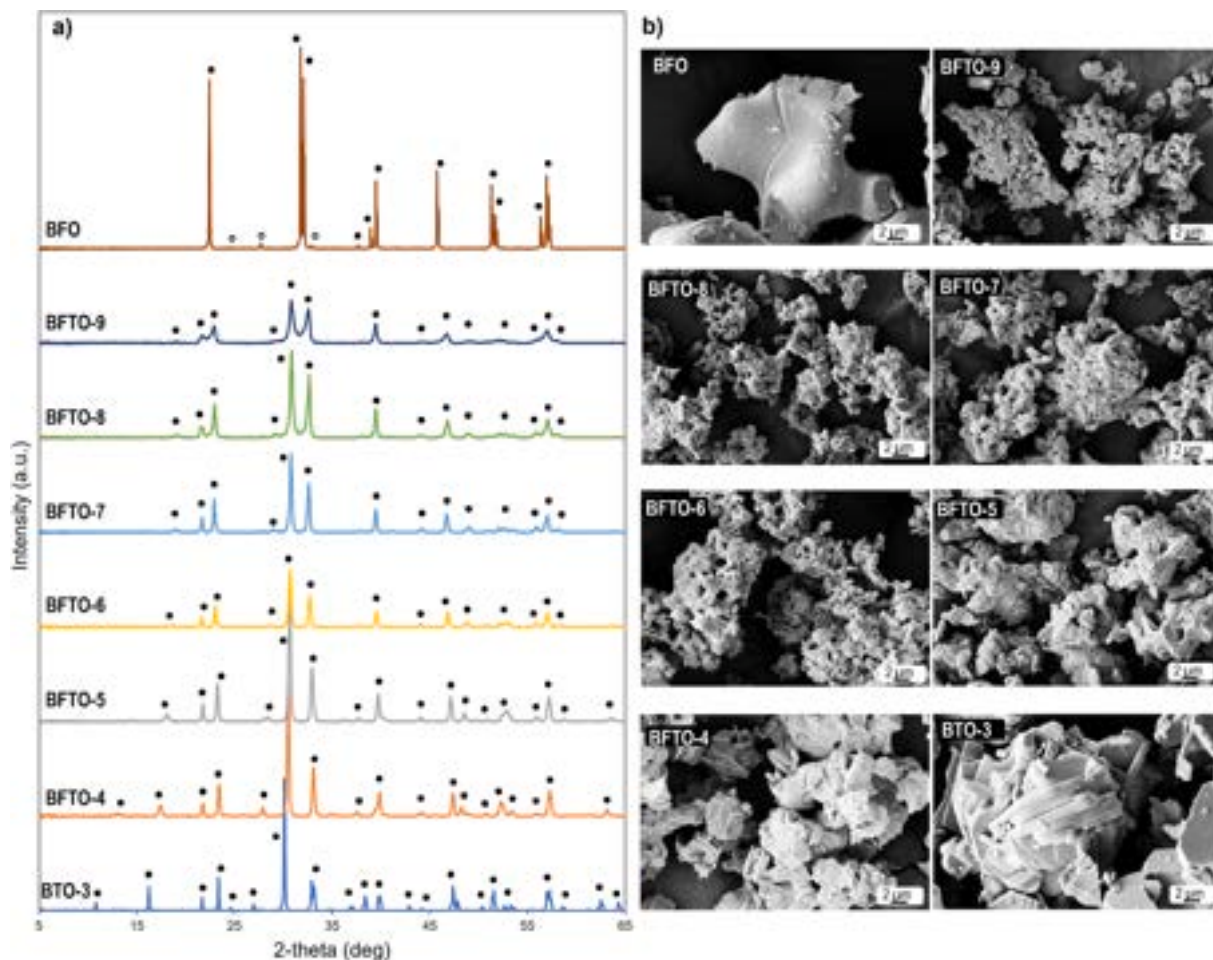 a)
BFO
BFTO-9
BFTO-8
BFTO-7
BFTO-6
BFTO-5
BFTO-4
BTO-3
Intensity (a.u.)
5 15 25 35 45 55 65
2-theta (deg)
b)
BFO BFTO-9
2 µm 2 µm
BFTO-8 BFTO-7
2 µm 2 µm
BFTO-6 BFTO-5
2 µm 2 µm
BFTO-4 BTO-3
2 µm 2 µm